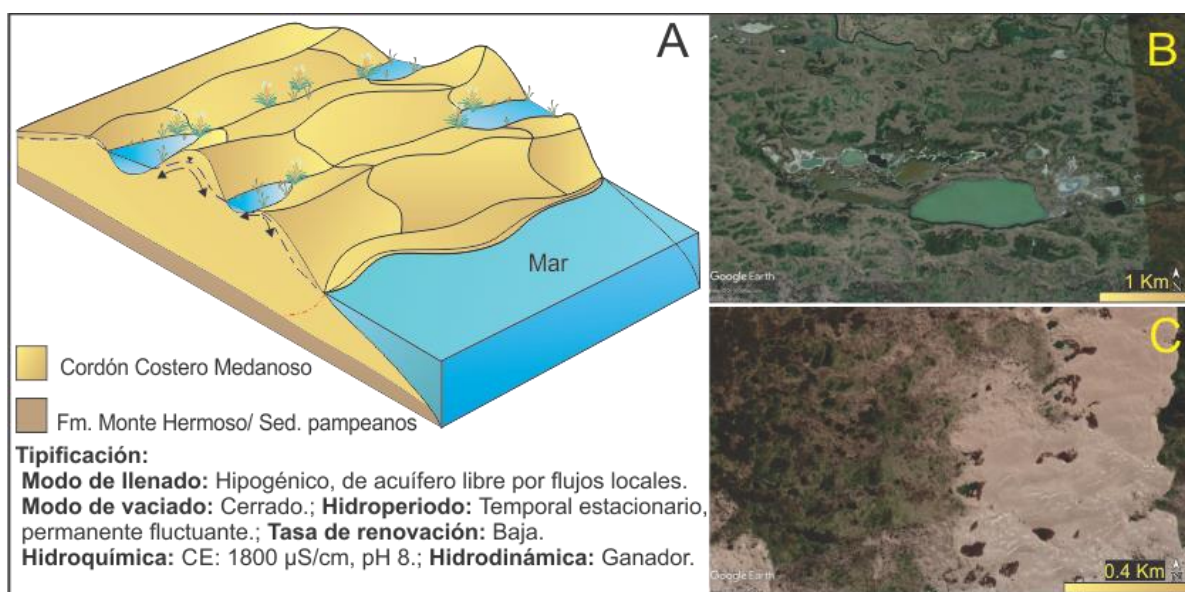 A
Mar
Cordón Costero Medanoso
Fm. Monte Hermoso/ Sed. pampeanos
Tipificación:
Modo de llenado: Hipogénico, de acuífero libre por flujos locales.
Modo de vaciado: Cerrado.; Hidroperiodo: Temporal estacionario,
permanente fluctuante.; Tasa de renovación: Baja.
Hidroquímica: CE: 1800 µS/cm, pH 8.; Hidrodinámica: Ganador.
B
Google Earth
1 Km
N
C
Google Earth
0.4 Km
N